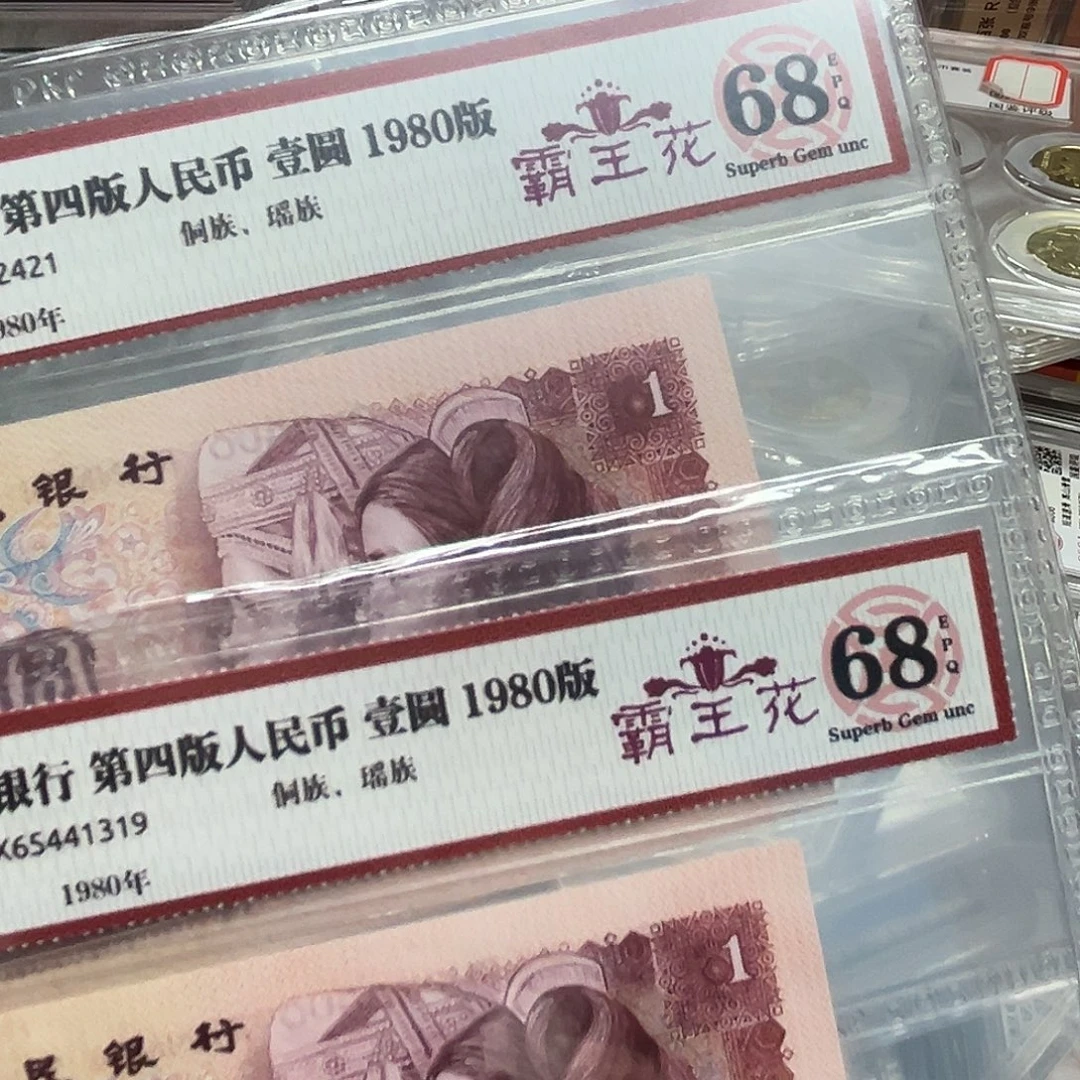 第四版人民币 壹圆 1980版
侗族、瑶族
2421
980年
霸王花
68
EPQ
Superb Gem unc
1
银行
银行 第四版人民币 壹圆 1980版
侗族、瑶族
X65441319
1980年
霸王花
68
EPQ
Superb Gem unc
1
民银行